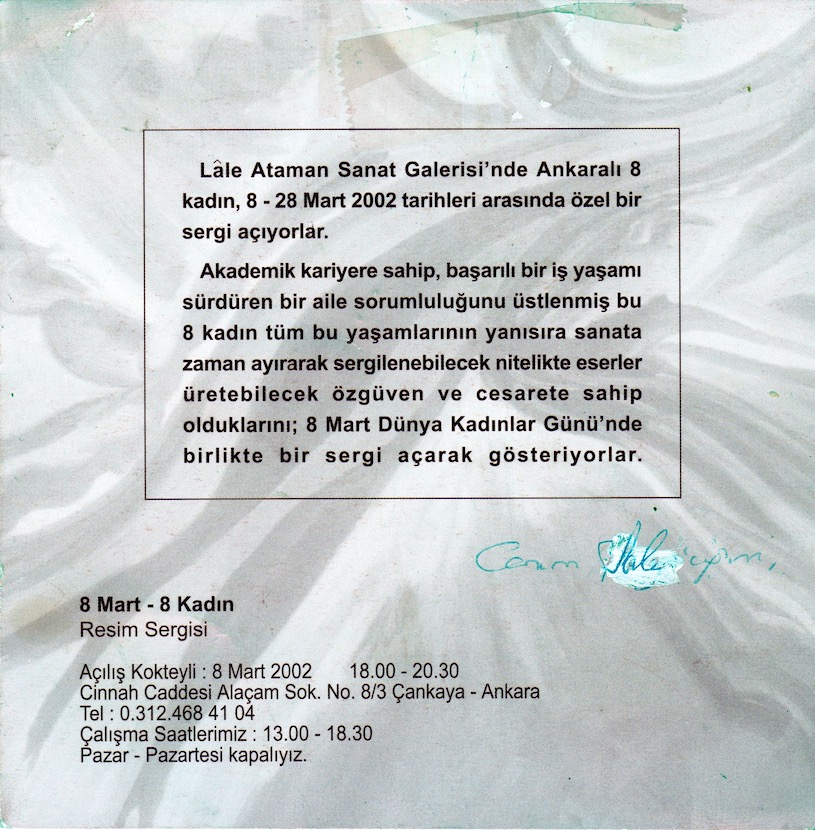 Lâle Ataman Sanat Galerisi’nde Ankaralı 8
kadın, 8 - 28 Mart 2002 tarihleri arasında özel bir
sergi açıyorlar.
Akademik kariyere sahip, başarılı bir iş yaşamı
sürdüren bir aile sorumluluğunu üstlenmiş bu
8 kadın tüm bu yaşamlarının yanısıra sanata
zaman ayırarak sergilenebilecek nitelikte eserler
üretebilecek özgüven ve cesarete sahip
olduklarını; 8 Mart Dünya Kadınlar Günü’nde
birlikte bir sergi açarak gösteriyorlar.
Canım
8 Mart - 8 Kadın
Resim Sergisi
Açılış Kokteyli : 8 Mart 2002 18.00 - 20.30
Cinnah Caddesi Alaçam Sok. No. 8/3 Çankaya - Ankara
Tel : 0.312.468 41 04
Çalışma Saatlerimiz : 13.00 - 18.30
Pazar - Pazartesi kapalıyız.